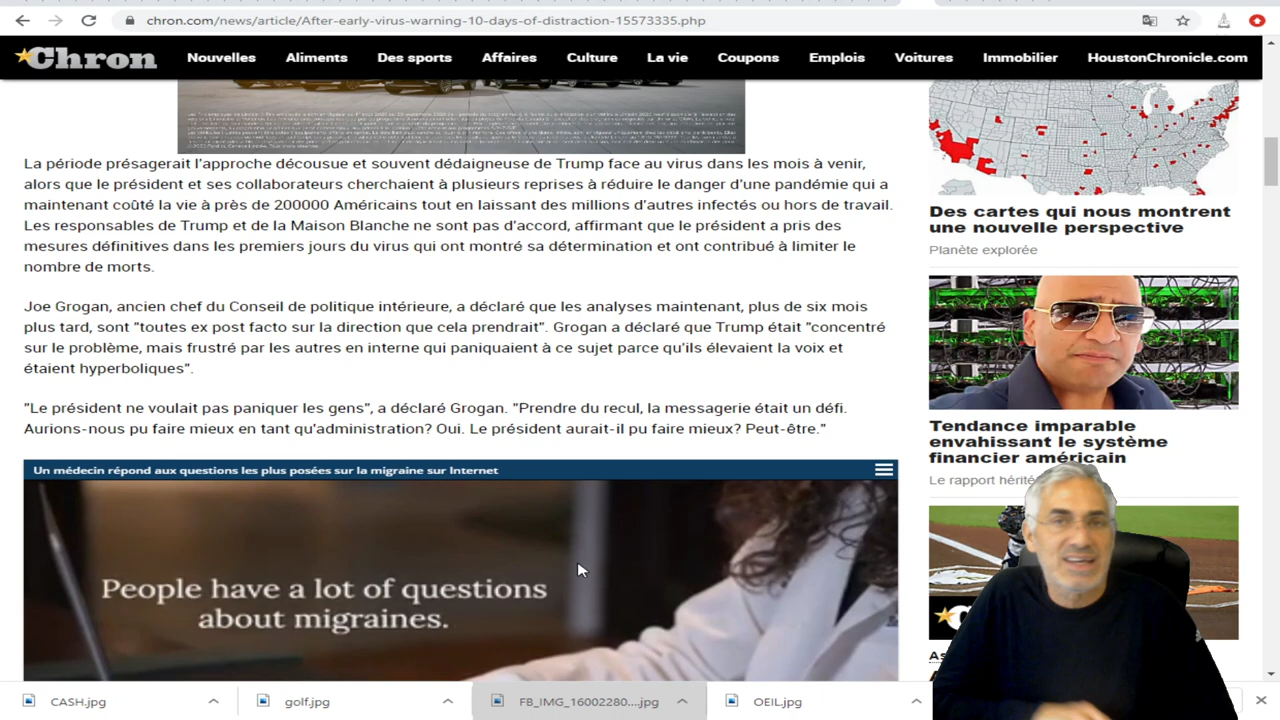 chron.com/news/article/After-early-virus-warning-10-days-of-distraction-15573335.php
Chron
Nouvelles
Aliments
Des sports
Affaires
Culture
La vie
Coupons
Emplois
Voitures
Immobilier
HoustonChronicle.com
La période présagerait l'approche décousue et souvent dédaigneuse de Trump face au virus dans les mois à venir,
alors que le président et ses collaborateurs cherchaient à plusieurs reprises à réduire le danger d'une pandémie qui a
maintenant coûté la vie à près de 200000 Américains tout en laissant des millions d'autres infectés ou hors de travail.
Les responsables de Trump et de la Maison Blanche ne sont pas d'accord, affirmant que le président a pris des
mesures définitives dans les premiers jours du virus qui ont montré sa détermination et ont contribué à limiter le
nombre de morts.
Joe Grogan, ancien chef du Conseil de politique intérieure, a déclaré que les analyses maintenant, plus de six mois
plus tard, sont "toutes ex post facto sur la direction que cela prendrait". Grogan a déclaré que Trump était "concentré
sur le problème, mais frustré par les autres en interne qui paniquaient à ce sujet parce qu'ils élevaient la voix et
étaient hyperboliques".
"Le président ne voulait pas paniquer les gens", a déclaré Grogan. "Prendre du recul, la messagerie était un défi.
Aurions-nous pu faire mieux en tant qu'administration? Oui. Le président aurait-il pu faire mieux? Peut-être."
Un médecin répond aux questions les plus posées sur la migraine sur Internet
People have a lot of questions
about migraines.
Des cartes qui nous montrent
une nouvelle perspective
Planète explorée
Tendance imparable
envahissant le système
financier américain
Le rapport
CASH.jpg
golf.jpg
FB_IMG_16002280....jpg
OEIL.jpg